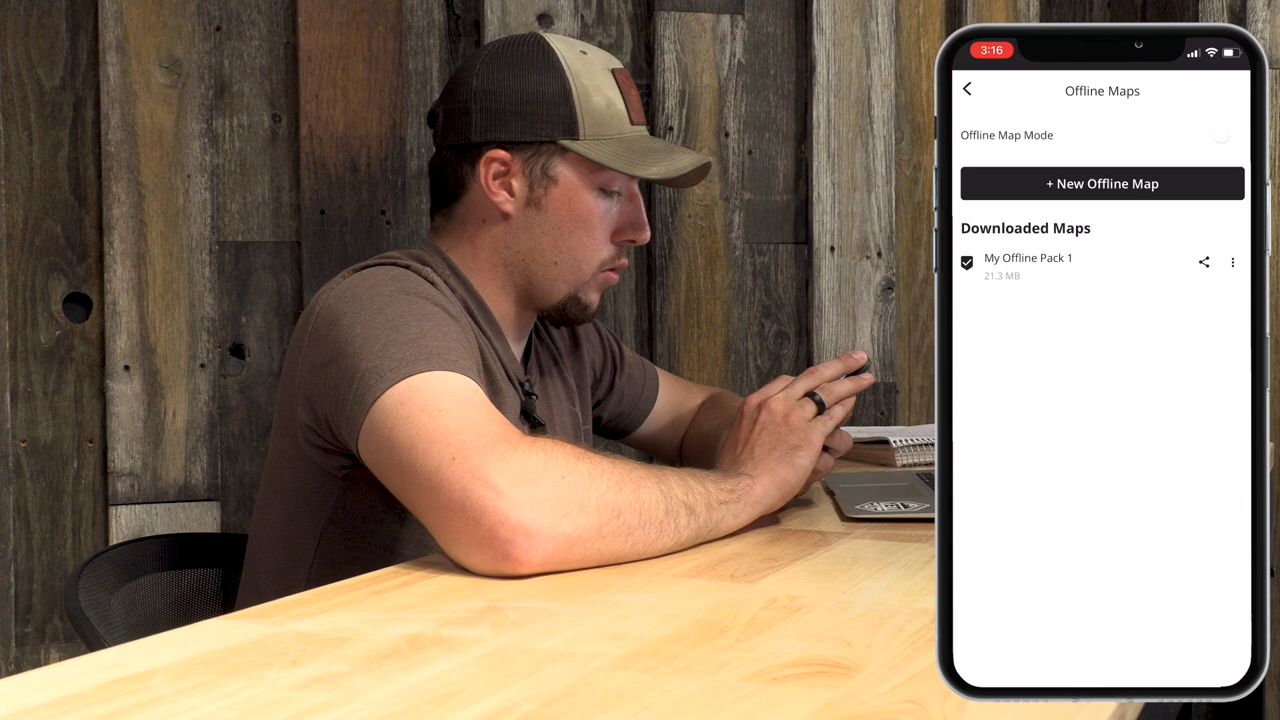 3:16
Offline Maps
Offline Map Mode
+ New Offline Map
Downloaded Maps
My Offline Pack 1
21.3 MB